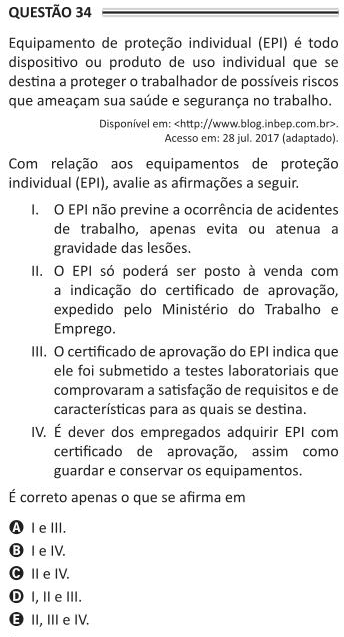 QUESTÃO 34
Equipamento de proteção individual (EPI) é todo
dispositivo ou produto de uso individual que se
destina a proteger o trabalhador de possíveis riscos
que ameaçam sua saúde e segurança no trabalho.
Disponível em: <http://www.blog.inbep.com.br>.
Acesso em: 28 jul. 2017 (adaptado).
Com relação aos equipamentos de proteção
individual (EPI), avalie as afirmações a seguir.
I. O EPI não previne a ocorrência de acidentes
de trabalho, apenas evita ou atenua a
gravidade das lesões.
II. O EPI só poderá ser posto à venda com
a indicação do certificado de aprovação,
expedido pelo Ministério do Trabalho e
Emprego.
III. O certificado de aprovação do EPI indica que
ele foi submetido a testes laboratoriais que
comprovaram a satisfação de requisitos e de
características para as quais se destina.
IV. É dever dos empregados adquirir EPI com
certificado de aprovação, assim como
guardar e conservar os equipamentos.
É correto apenas o que se afirma em
A I e III.
B I e IV.
C II e IV.
D I, II e III.
E II, III e IV.